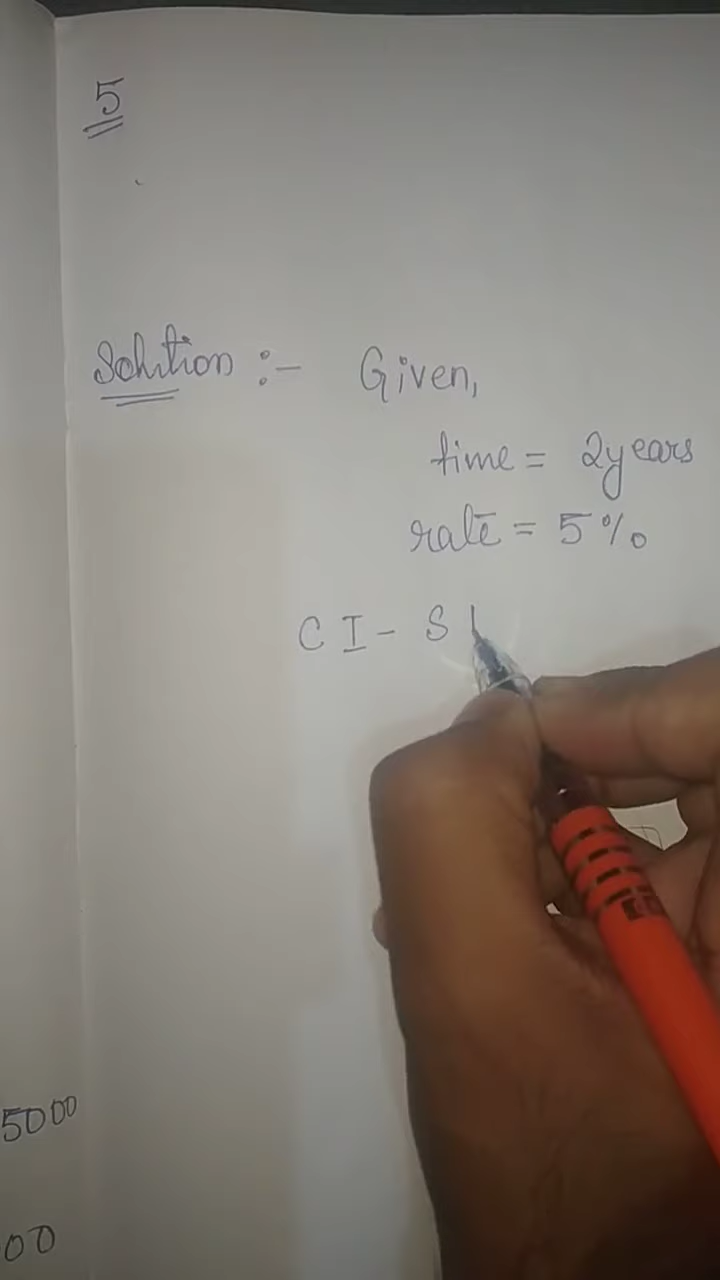 5
Solution :- Given,
time = 2years
rate = 5%
CI - SI
5000
00